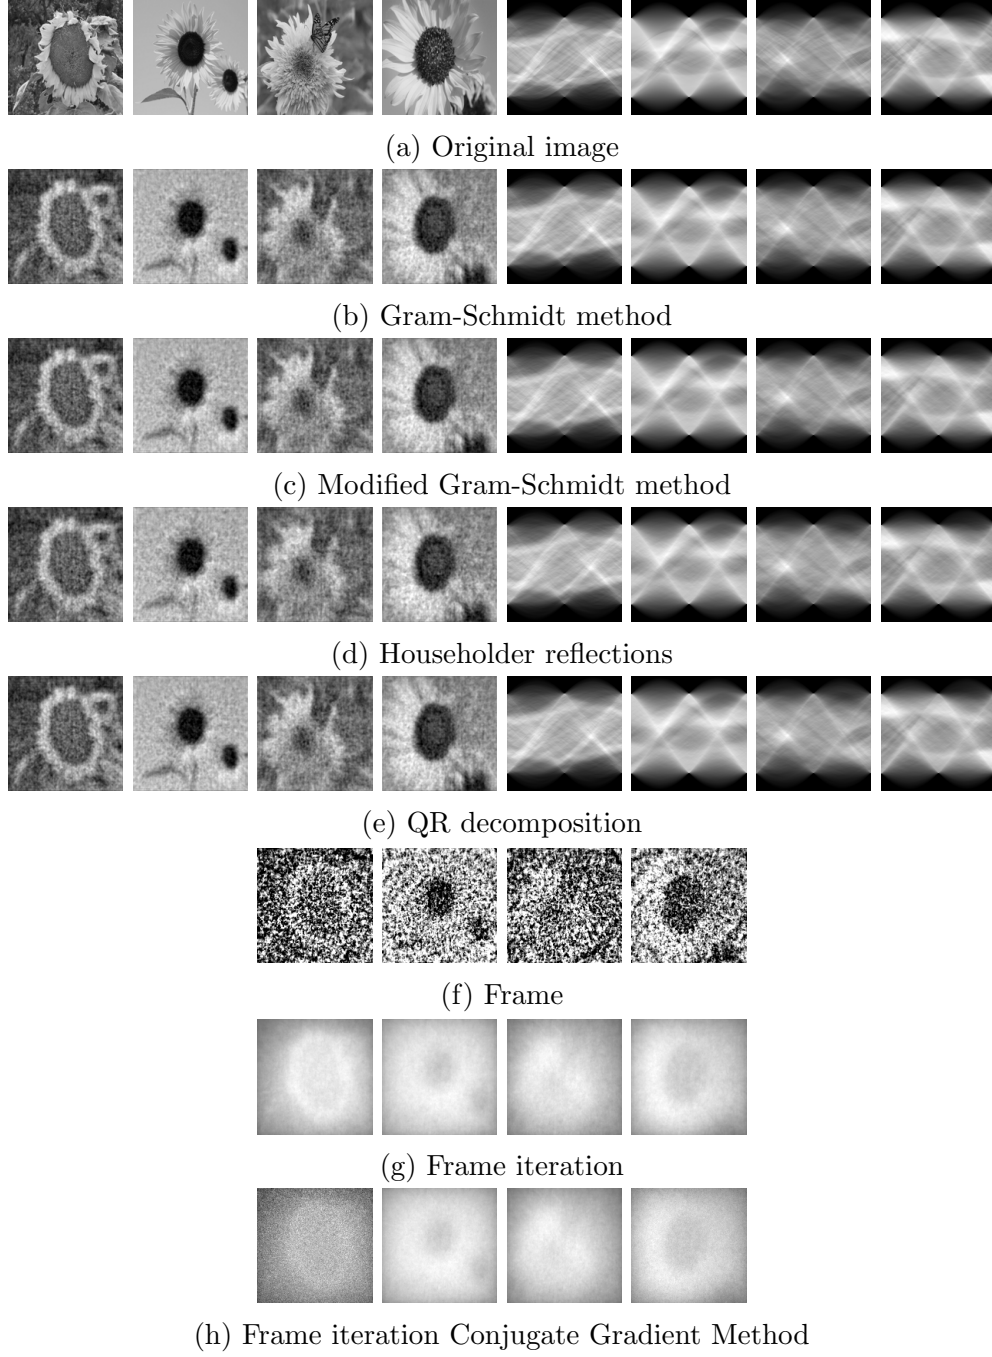 (a) Original image
(b) Gram-Schmidt method
(c) Modified Gram-Schmidt method
(d) Householder reflections
(e) QR decomposition
(f) Frame
(g) Frame iteration
(h) Frame iteration Conjugate Gradient Method